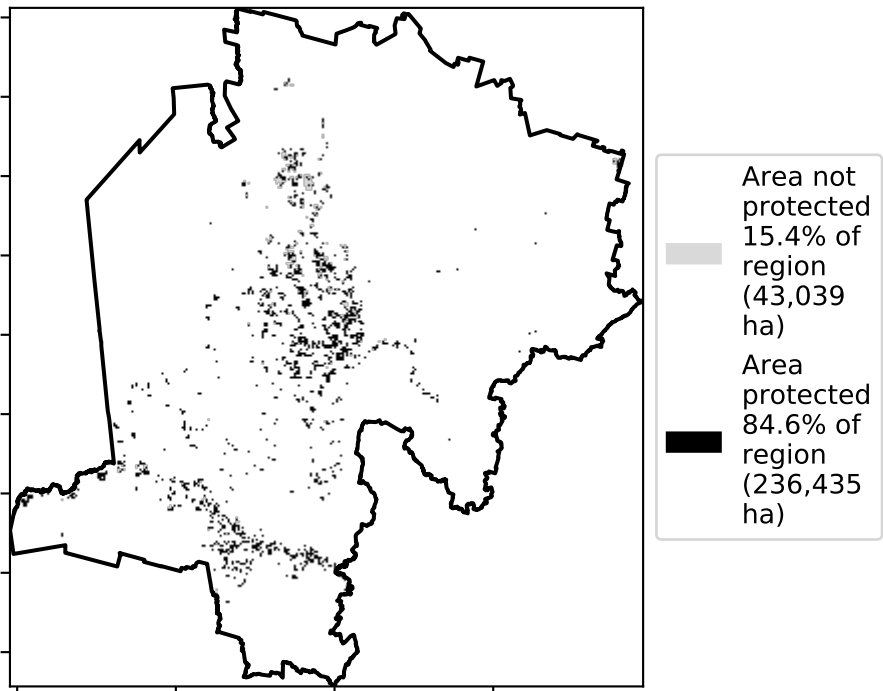 Area not
protected
15.4% of
region
(43,039
ha)
Area
protected
84.6% of
region
(236,435
ha)